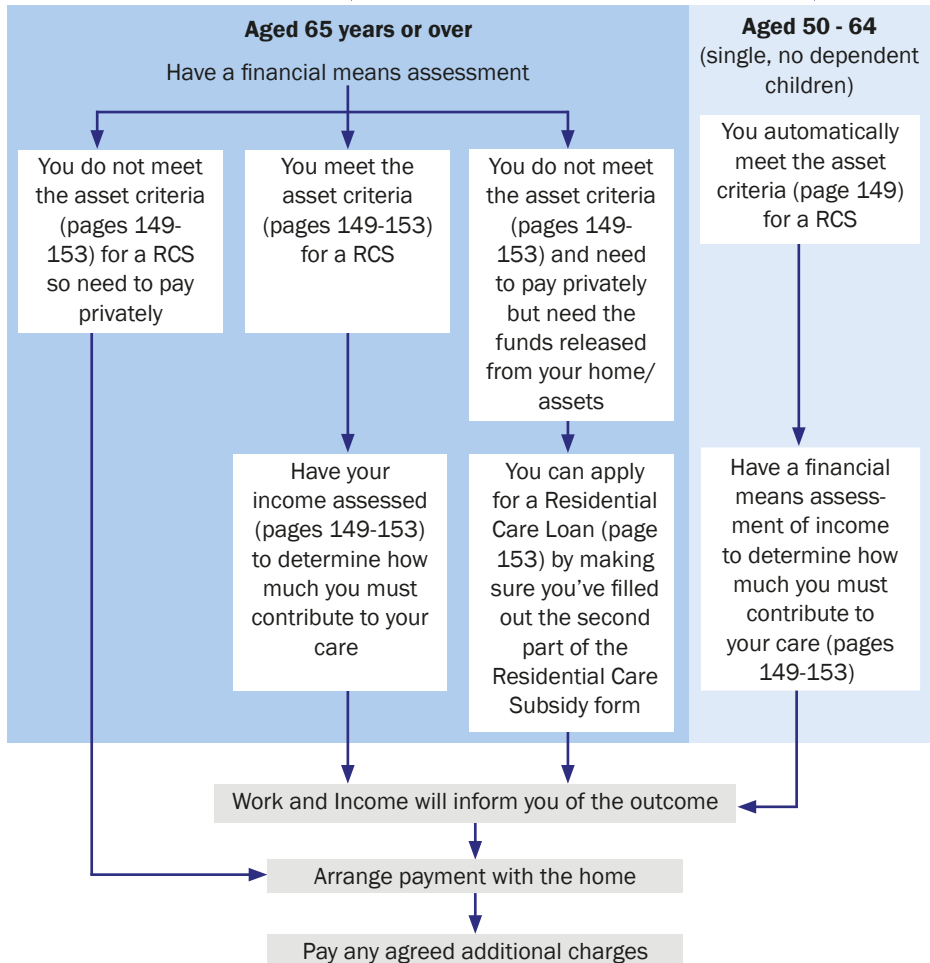 Aged 65 years or over
Have a financial means assessment
You do not meet
the asset criteria
(pages 149-
153) for a RCS
so need to pay
privately
You meet the
asset criteria
(pages 149-153)
for a RCS
You do not meet
the asset criteria
(pages 149-
153) and need
to pay privately
but need the
funds released
from your home/
assets
Have your
income assessed
(pages 149-153)
to determine how
much you must
contribute to your
care
You can apply
for a Residential
Care Loan (page
153) by making
sure you’ve filled
out the second
part of the
Residential Care
Subsidy form
Aged 50 - 64
(single, no dependent
children)
You automatically
meet the asset
criteria (page 149)
for a RCS
Have a financial
means assess-
ment of income
to determine how
much you must
contribute to
your care (pages
149-153)
Work and Income will inform you of the outcome
Arrange payment with the home
Pay any agreed additional charges